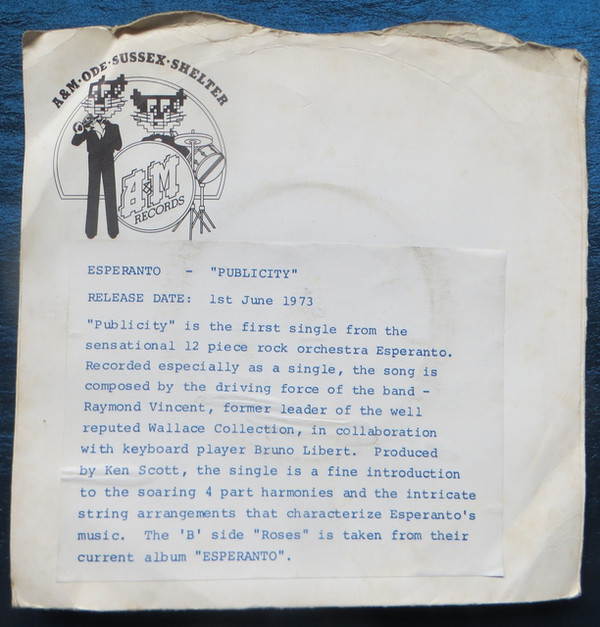 A&M·ODE·SUSSEX·SHELTER
A&M
RECORDS
ESPERANTO - "PUBLICITY"
RELEASE DATE: 1st June 1973
"Publicity" is the first single from the
sensational 12 piece rock orchestra Esperanto.
Recorded especially as a single, the song is
composed by the driving force of the band -
Raymond Vincent, former leader of the well
reputed Wallace Collection, in collaboration
with keyboard player Bruno Libert. Produced
by Ken Scott, the single is a fine introduction
to the soaring 4 part harmonies and the intricate
string arrangements that characterize Esperanto's
music. The 'B' side "Roses" is taken from their
current album "ESPERANTO".